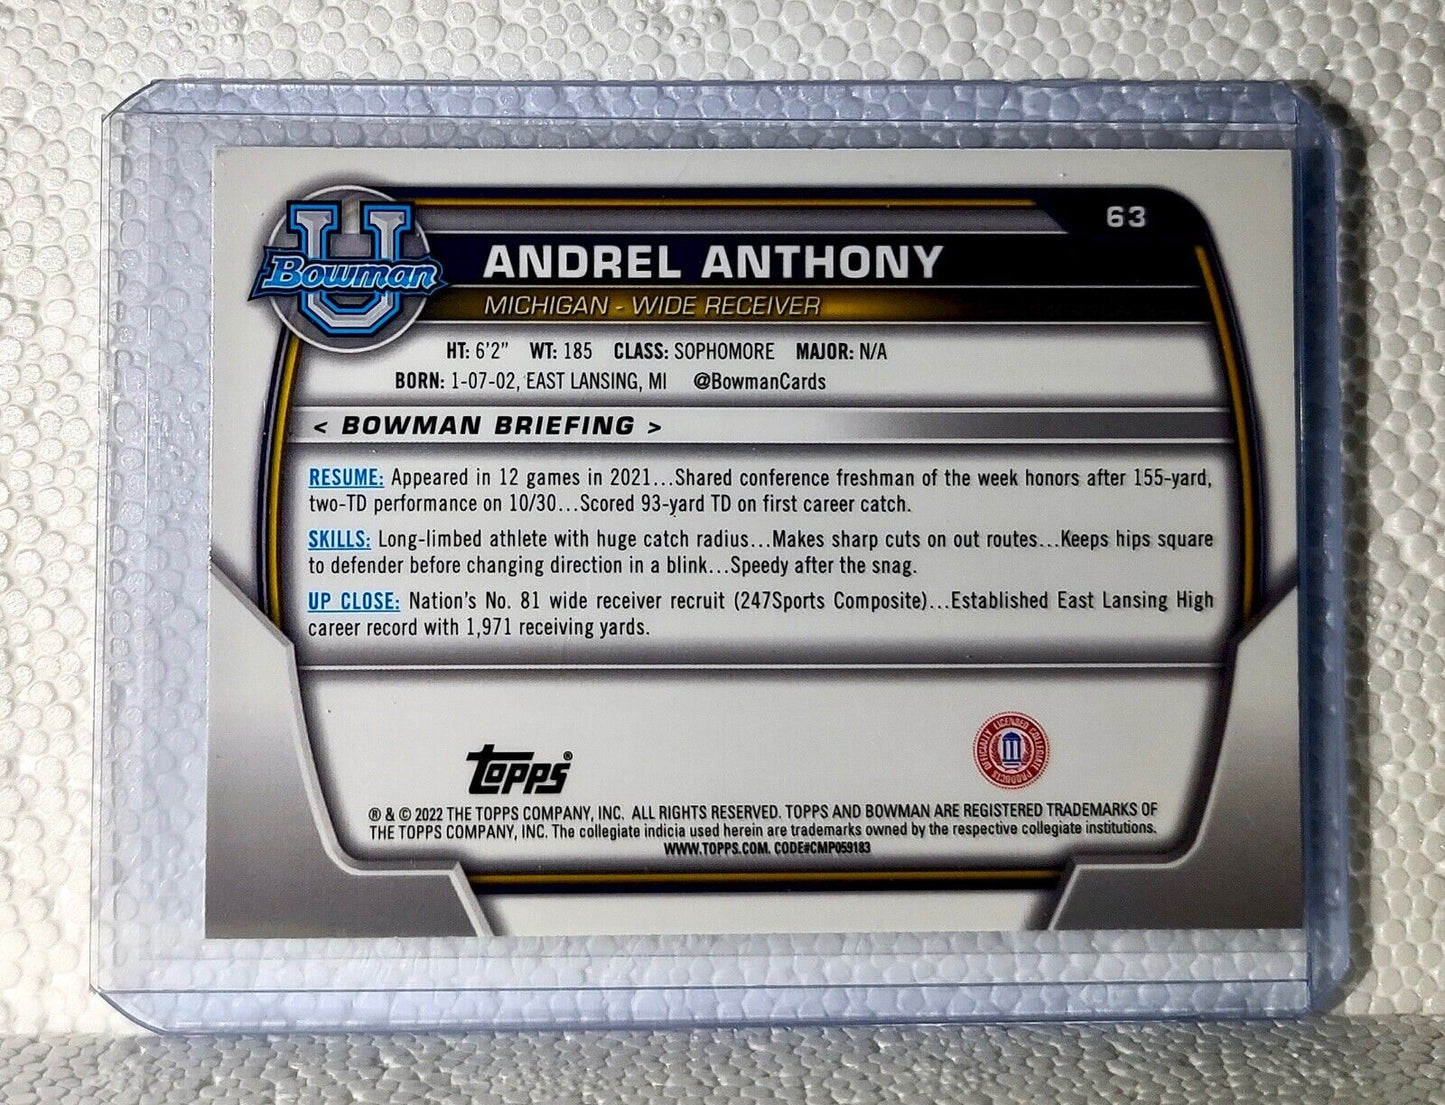 63
U
Bowman
ANDREL ANTHONY
MICHIGAN - WIDE RECEIVER
HT: 6'2" WT: 185 CLASS: SOPHOMORE MAJOR: N/A
BORN: 1-07-02, EAST LANSING, MI @BowmanCards
< BOWMAN BRIEFING >
RESUME: Appeared in 12 games in 2021...Shared conference freshman of the week honors after 155-yard,
two-TD performance on 10/30...Scored 93-yard TD on first career catch.
SKILLS: Long-limbed athlete with huge catch radius...Makes sharp cuts on out routes...Keeps hips square
to defender before changing direction in a blink...Speedy after the snag.
UP CLOSE: Nation's No. 81 wide receiver recruit (247Sports Composite)...Established East Lansing High
career record with 1,971 receiving yards.
Topps®
OFFICIALLY LICENSED COLLEGIATE PRODUCTS
® & © 2022 THE TOPPS COMPANY, INC. ALL RIGHTS RESERVED. TOPPS AND BOWMAN ARE REGISTERED TRADEMARKS OF
THE TOPPS COMPANY, INC. The collegiate indicia used herein are trademarks owned by the respective collegiate institutions.
WWW.TOPPS.COM. CODE#CMP059183